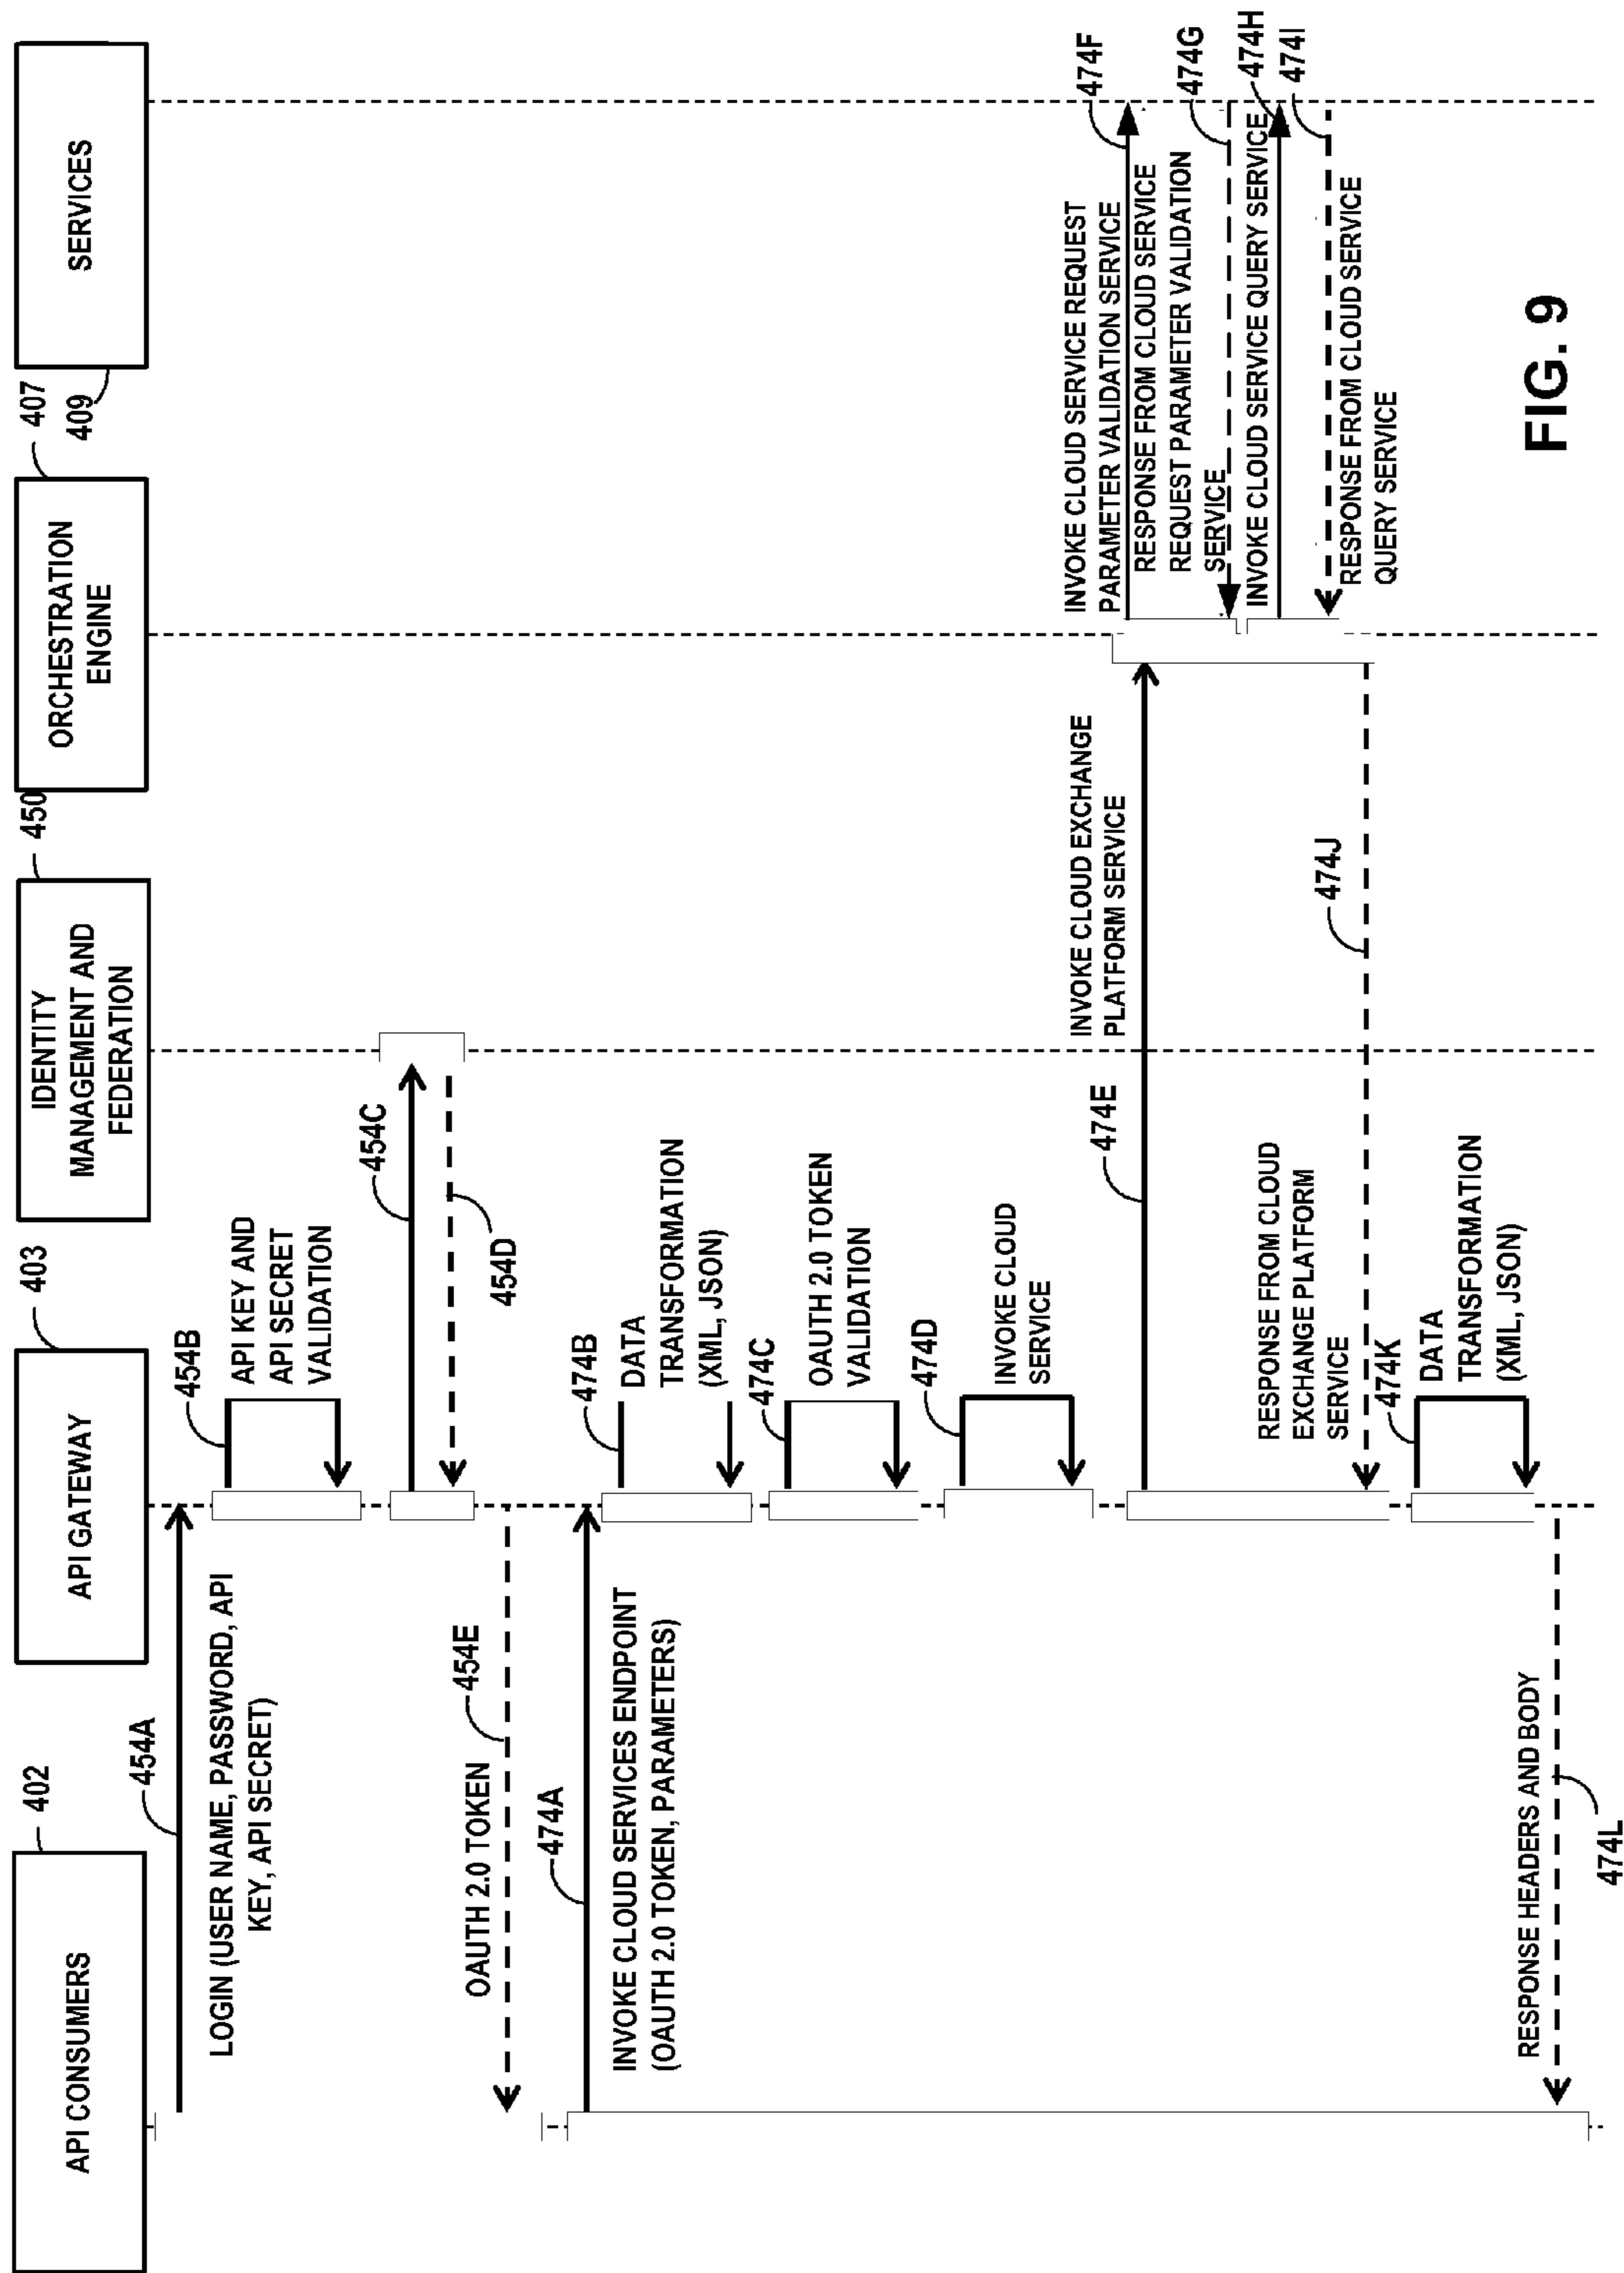 API CONSUMERS
402
API GATEWAY
403
IDENTITY
MANAGEMENT AND
FEDERATION
450
ORCHESTRATION
ENGINE
407
SERVICES
409
454A
LOGIN (USER NAME, PASSWORD, API
KEY, API SECRET)
454B
API KEY AND
API SECRET
VALIDATION
454C
454D
454E
OAUTH 2.0 TOKEN
474A
INVOKE CLOUD SERVICES ENDPOINT
(OAUTH 2.0 TOKEN, PARAMETERS)
474B
DATA
TRANSFORMATION
(XML, JSON)
474C
OAUTH 2.0 TOKEN
VALIDATION
474D
INVOKE CLOUD
SERVICE
474E
INVOKE CLOUD EXCHANGE
PLATFORM SERVICE
474F
INVOKE CLOUD SERVICE REQUEST
PARAMETER VALIDATION SERVICE
RESPONSE FROM CLOUD SERVICE
REQUEST PARAMETER VALIDATION
SERVICE
474G
INVOKE CLOUD SERVICE QUERY SERVICE
474H
474I
RESPONSE FROM CLOUD SERVICE
QUERY SERVICE
474J
RESPONSE FROM CLOUD
EXCHANGE PLATFORM
SERVICE
474K
DATA
TRANSFORMATION
(XML, JSON)
RESPONSE HEADERS AND BODY
474L
FIG. 9